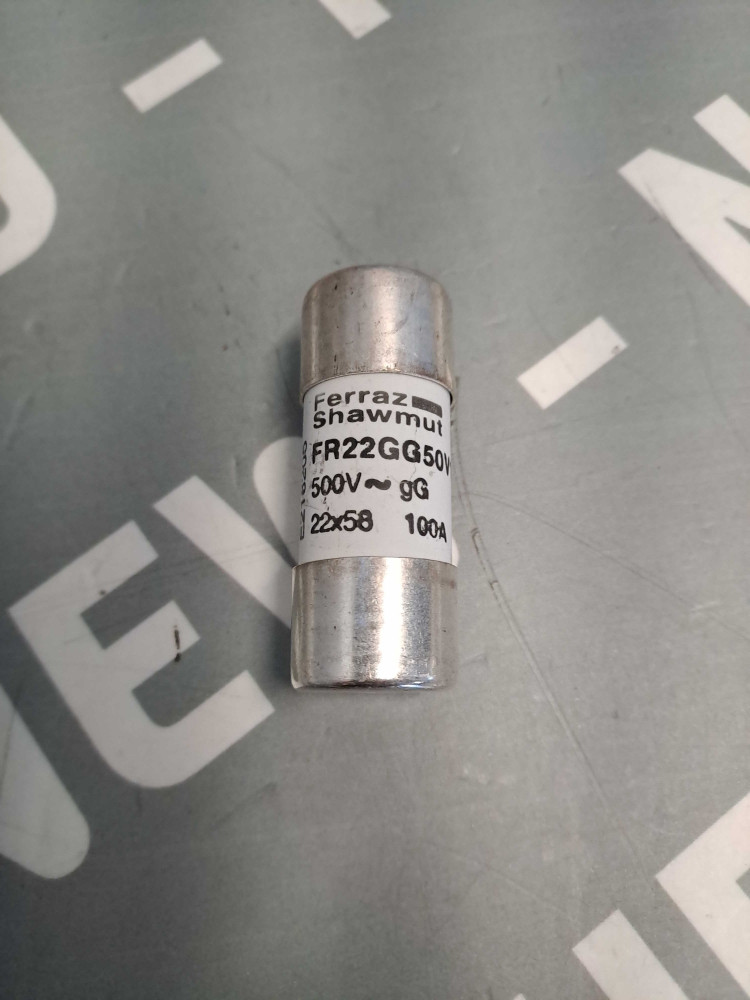 Ferraz
Shawmut
FR22GG50V
500V~ gG
22x58 100A